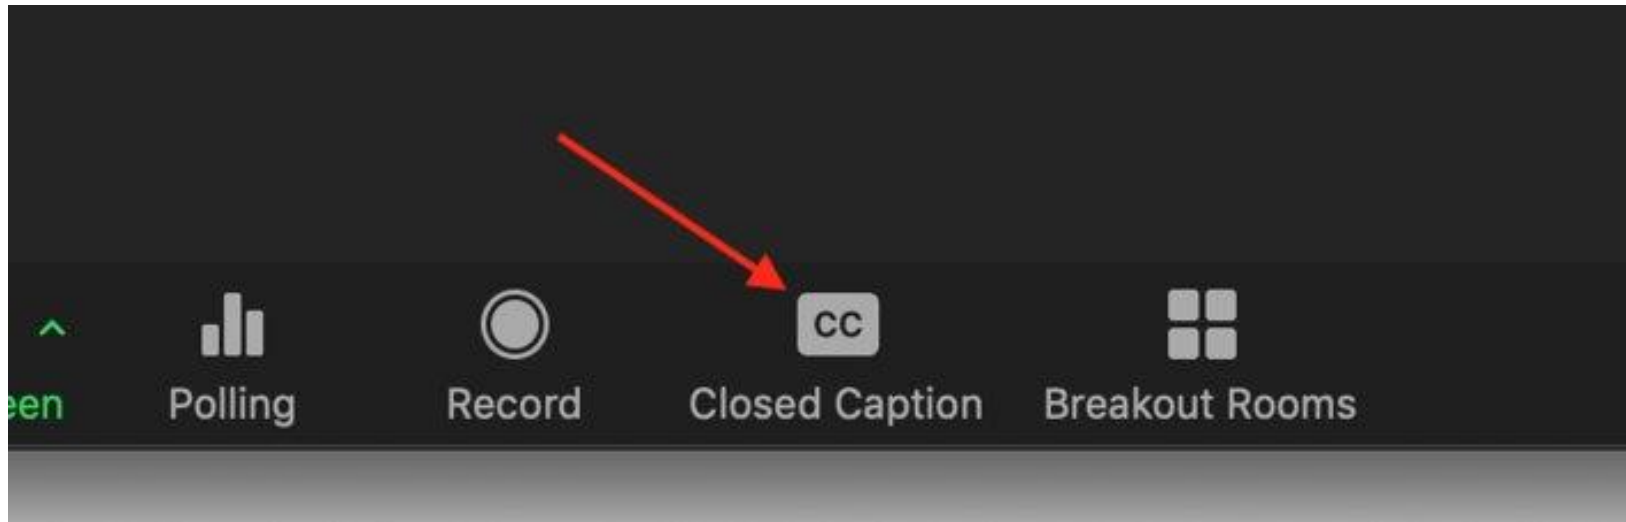 een
Polling
Record
CC
Closed Caption
Breakout Rooms